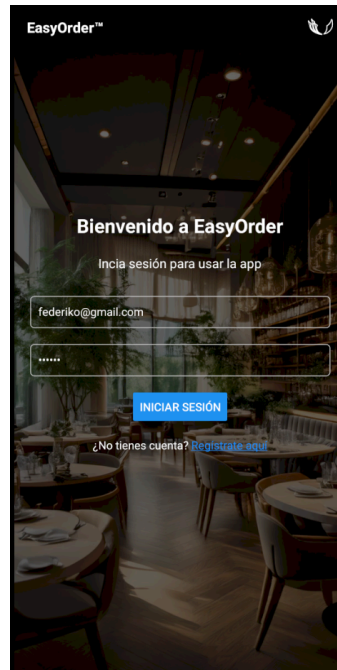 EasyOrder™
Bienvenido a EasyOrder
Incia sesión para usar la app
federiko@gmail.com
••••••
INICIAR SESIÓN
¿No tienes cuenta? Registrate aquí